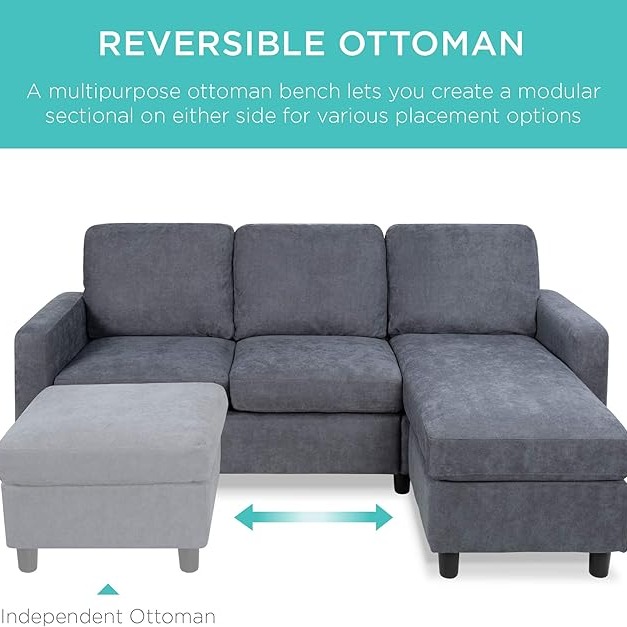 REVERSIBLE OTTOMAN
A multipurpose ottoman bench lets you create a modular
sectional on either side for various placement options
Independent Ottoman